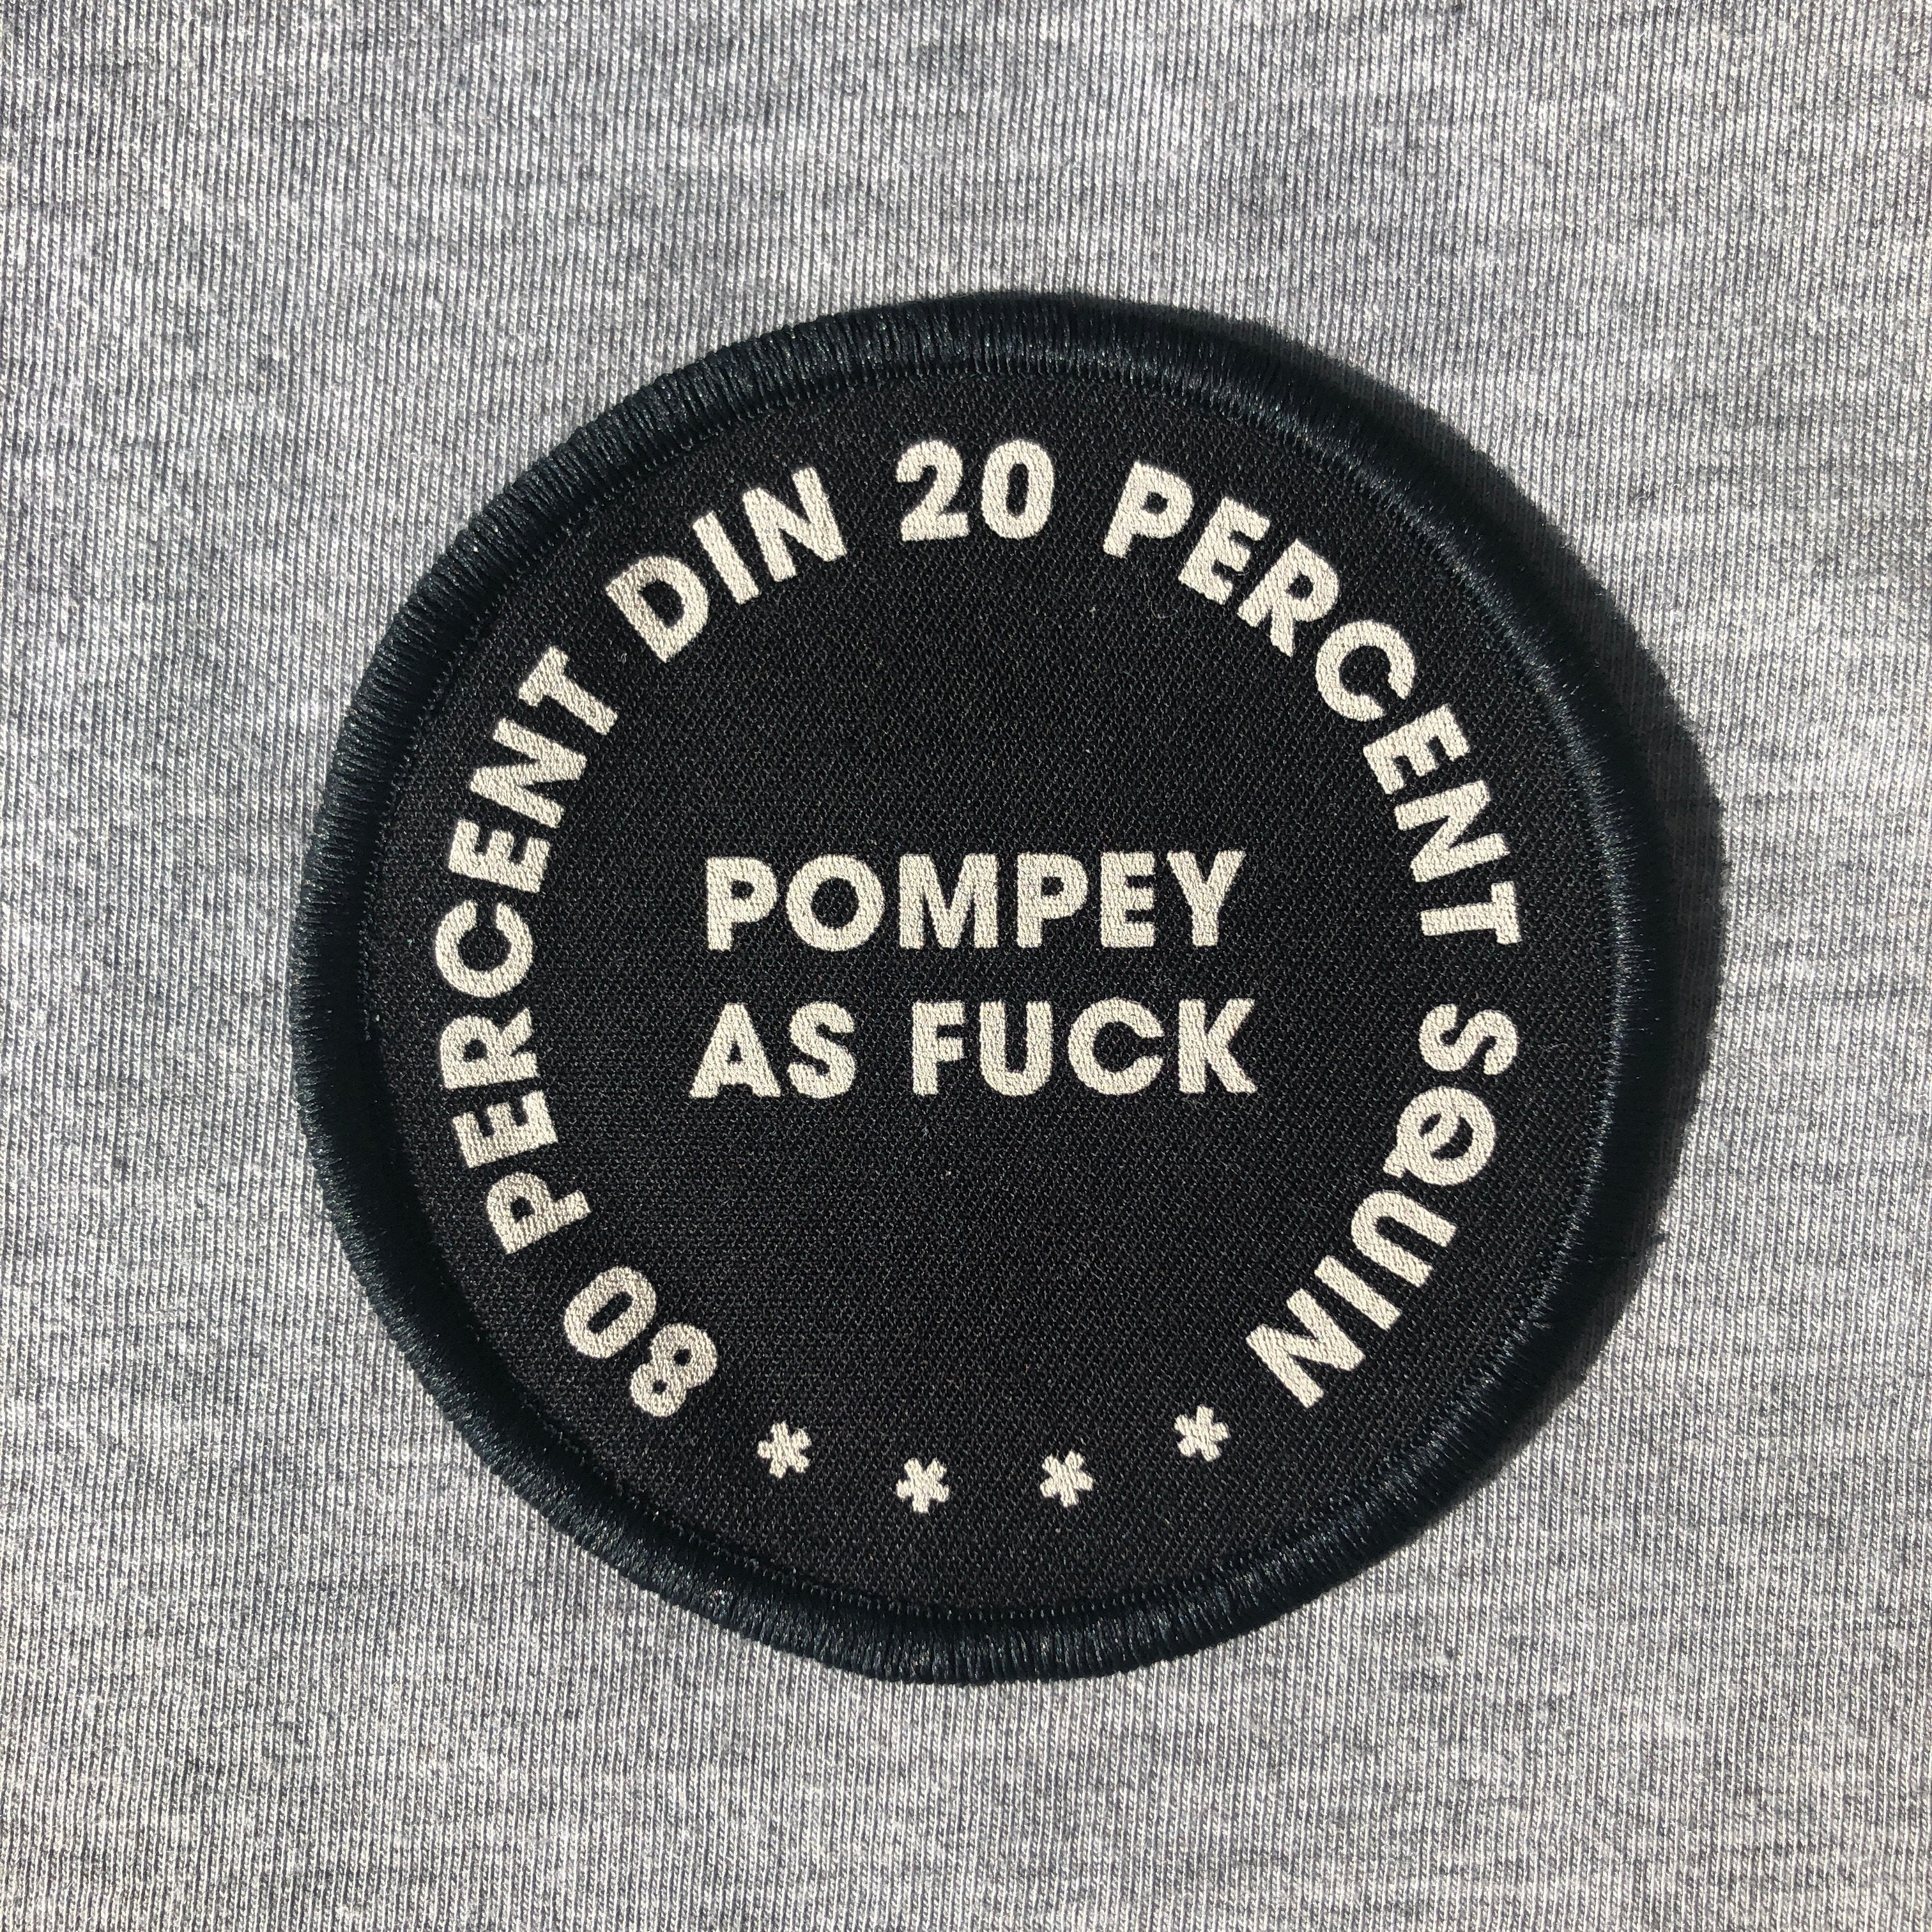 80 PERCENT DIN 20 PERCENT SQUIN
POMPEY
AS FUCK
* * * *